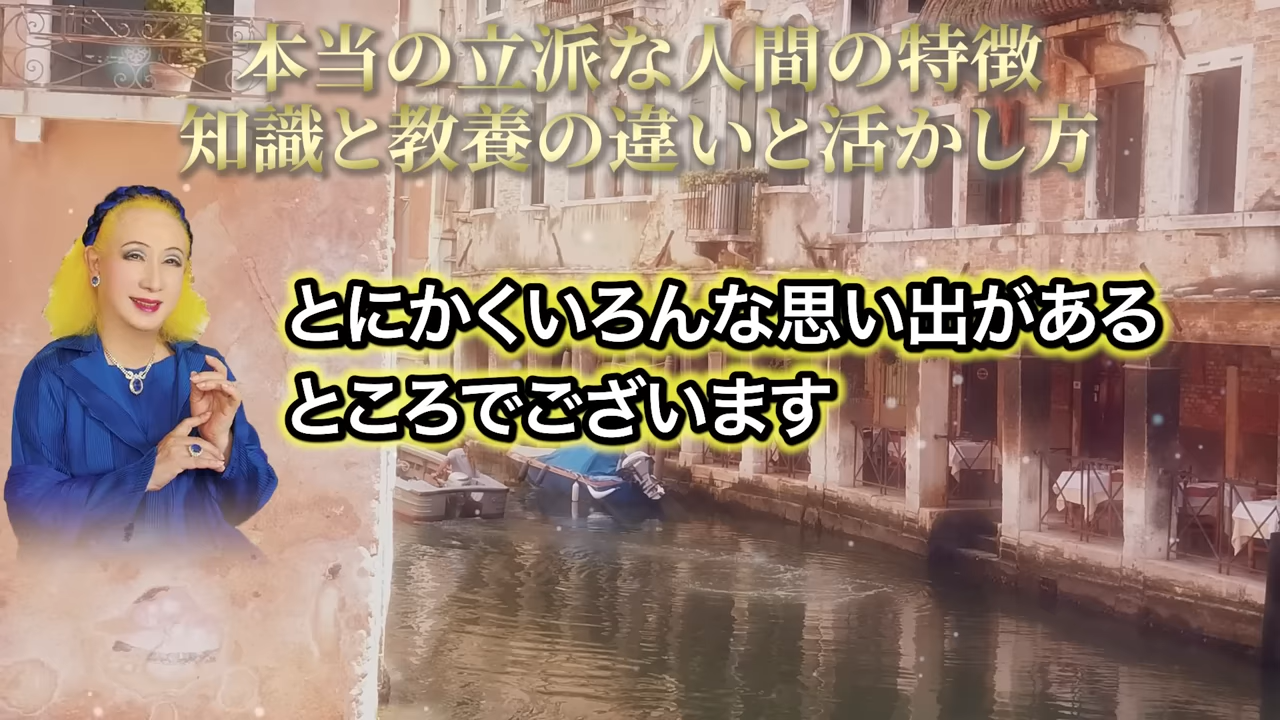 本当の立派な人間の特徴
知識と教養の違いと活かし方
とにかくいろんな思い出がある
ところでございます